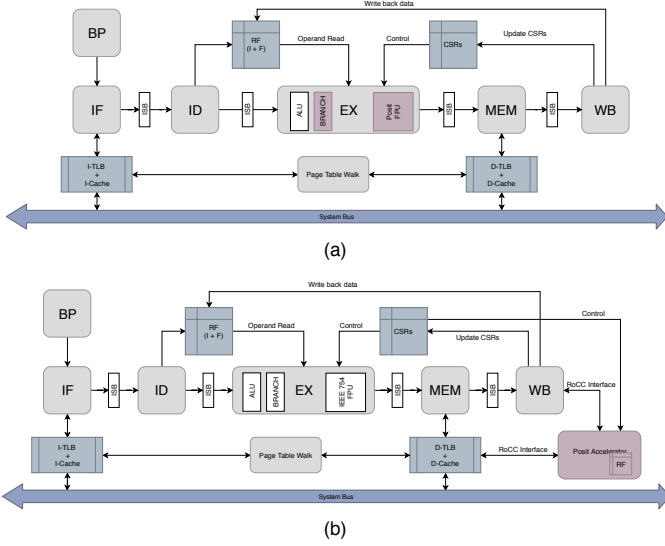 Write back data
BP
RF
(I + F)
Operand Read
Control
CSRs
Update CSRs
IF
ISB
ID
ISB
ALU
BRANCH
EX
Posit
FPU
ISB
MEM
ISB
WB
I-TLB
+
I-Cache
Page Table Walk
D-TLB
+
D-Cache
System Bus
(a)
Write back data
BP
RF
(I + F)
Operand Read
Control
CSRs
Control
Update CSRs
IF
ISB
ID
ISB
ALU
BRANCH
EX
IEEE 754
FPU
ISB
MEM
ISB
WB
RoCC Interface
I-TLB
+
I-Cache
Page Table Walk
D-TLB
+
D-Cache
RoCC Interface
Posit Accelerator
RF
System Bus
(b)